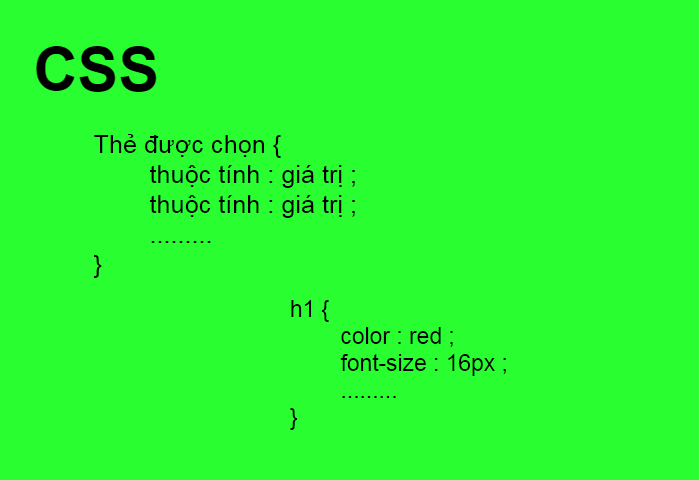 CSS
Thẻ được chọn {
thuộc tính : giá trị ;
thuộc tính : giá trị ;
.........
}
h1 {
color : red ;
font-size : 16px ;
.........
}